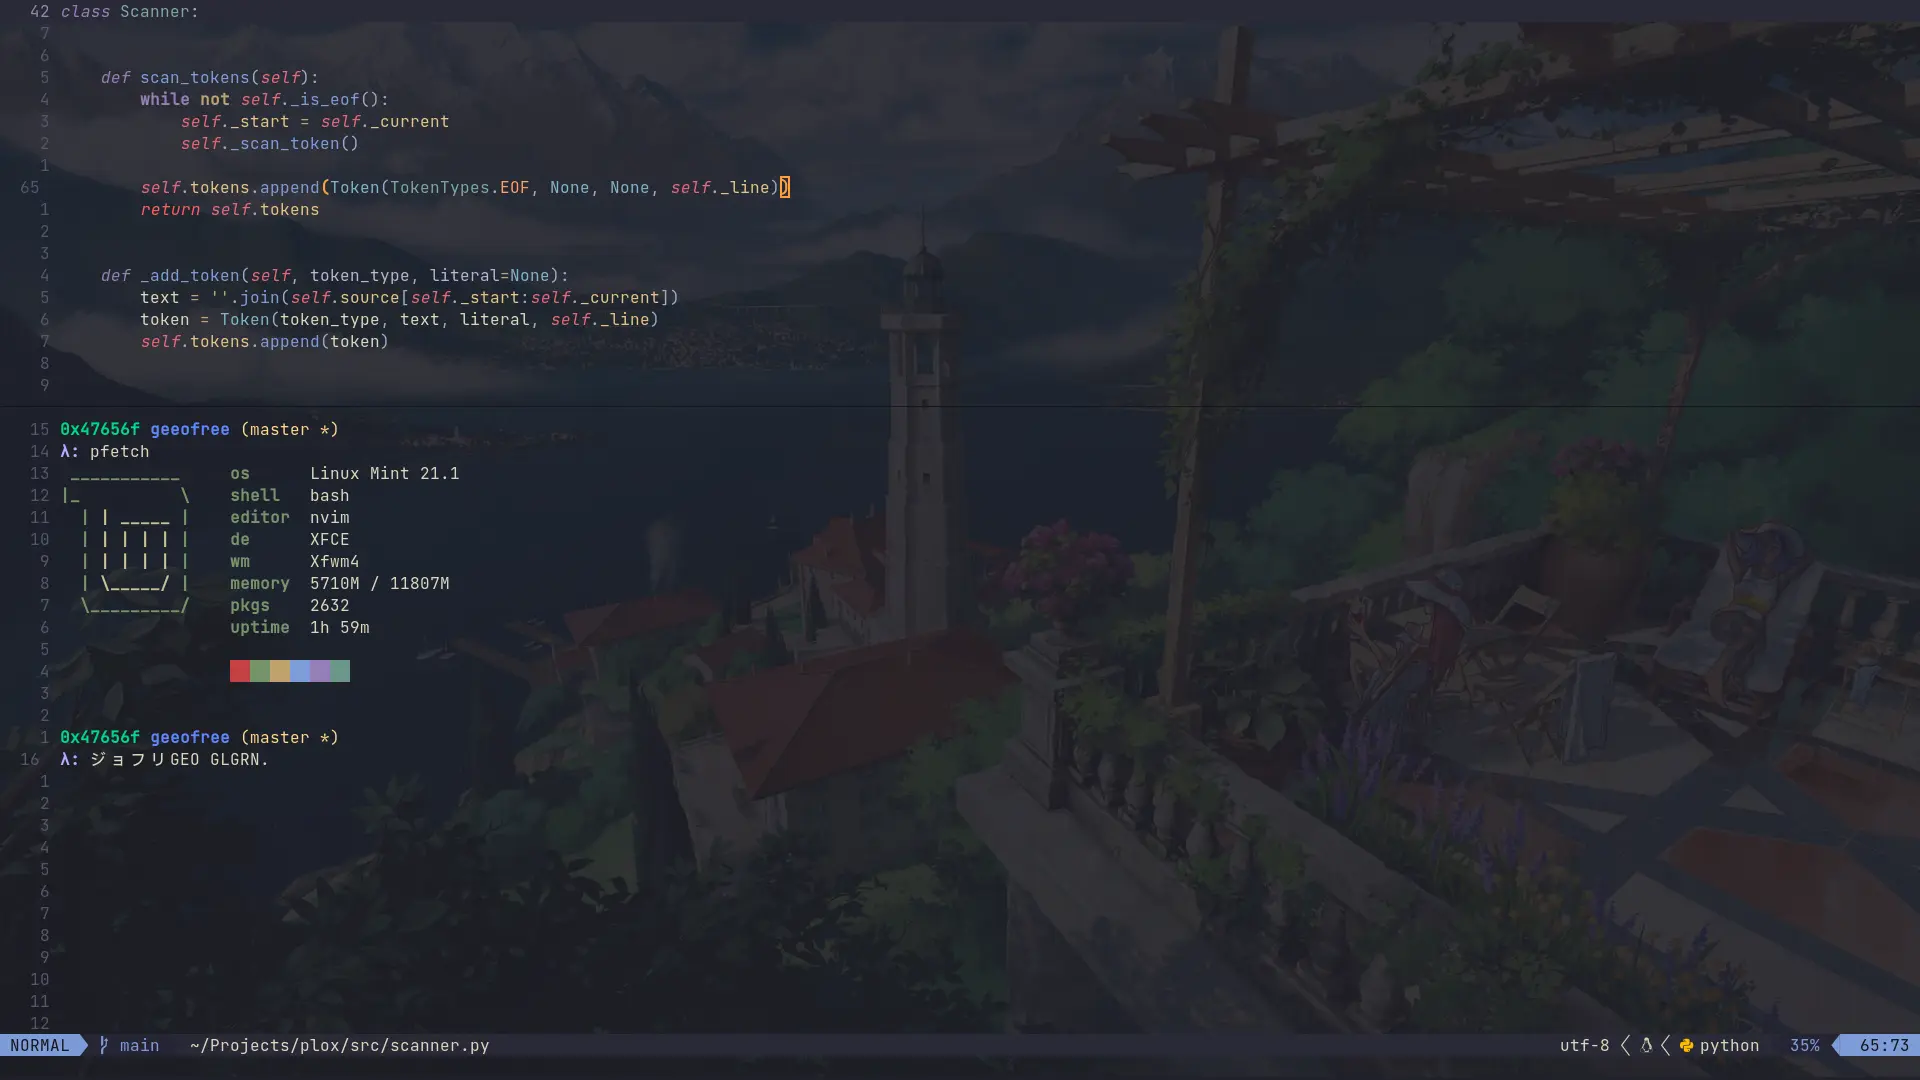 42 class Scanner:
7
6
5     def scan_tokens(self):
4         while not self._is_eof():
3             self._start = self._current
2             self._scan_token()
1
65         self.tokens.append(Token(TokenTypes.EOF, None, None, self._line))
1         return self.tokens
2
3
4     def _add_token(self, token_type, literal=None):
5         text = ''.join(self.source[self._start:self._current])
6         token = Token(token_type, text, literal, self._line)
7         self.tokens.append(token)
8
9
15 0x47656f geeofree (master *)
14 λ: pfetch
13  ___________     os      Linux Mint 21.1
12 |_          \    shell   bash
11   | | _____ |    editor  nvim
10   | | | | | |    de      XFCE
9   | | | | | |    wm      Xfwm4
8   | \_____/ |    memory  5710M / 11807M
7   \_________/    pkgs    2632
6                  uptime  1h 59m
5
4
3
2
1 0x47656f geeofree (master *)
16 λ: ジョフリGEO GLGRN.
1
2
3
4
5
6
7
8
9
10
11
12
NORMAL main ~/Projects/plox/src/scanner.py utf-8 python 35% 65:73